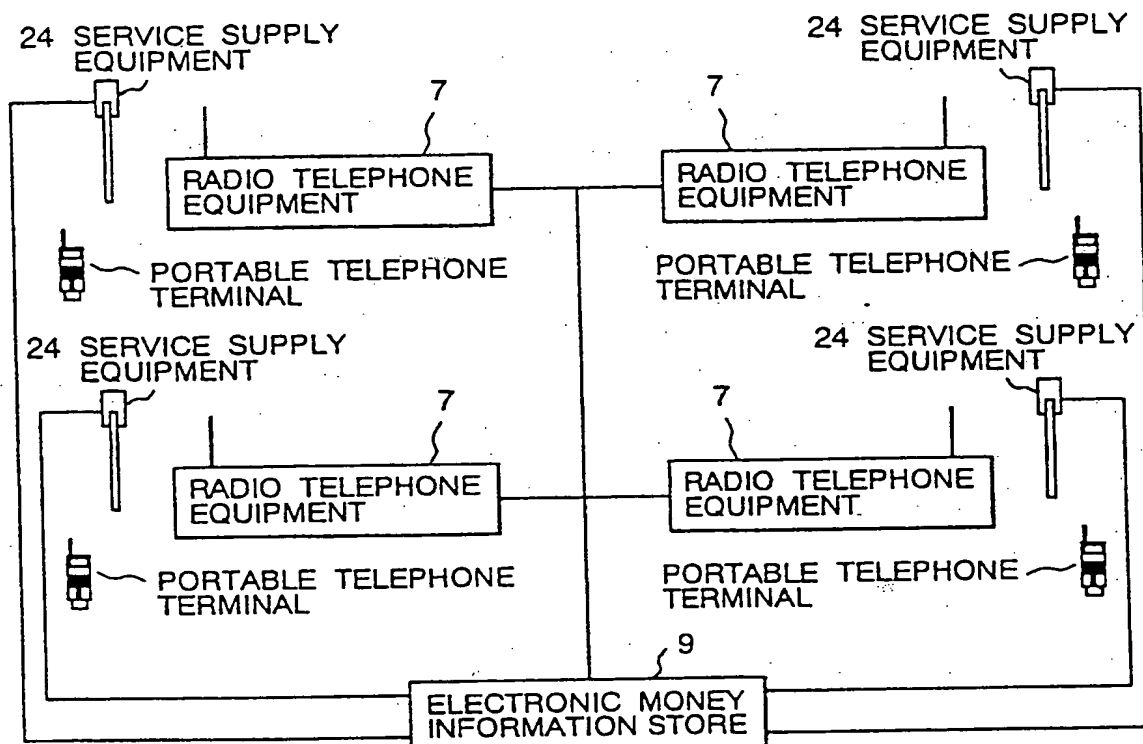 24 SERVICE SUPPLY
EQUIPMENT
24 SERVICE SUPPLY
EQUIPMENT
7
7
RADIO TELEPHONE
EQUIPMENT
RADIO TELEPHONE
EQUIPMENT
PORTABLE TELEPHONE
TERMINAL
PORTABLE TELEPHONE
TERMINAL
24 SERVICE SUPPLY
EQUIPMENT
24 SERVICE SUPPLY
EQUIPMENT
7
7
RADIO TELEPHONE
EQUIPMENT
RADIO TELEPHONE
EQUIPMENT
PORTABLE TELEPHONE
TERMINAL
PORTABLE TELEPHONE
TERMINAL
9
ELECTRONIC MONEY
INFORMATION STORE